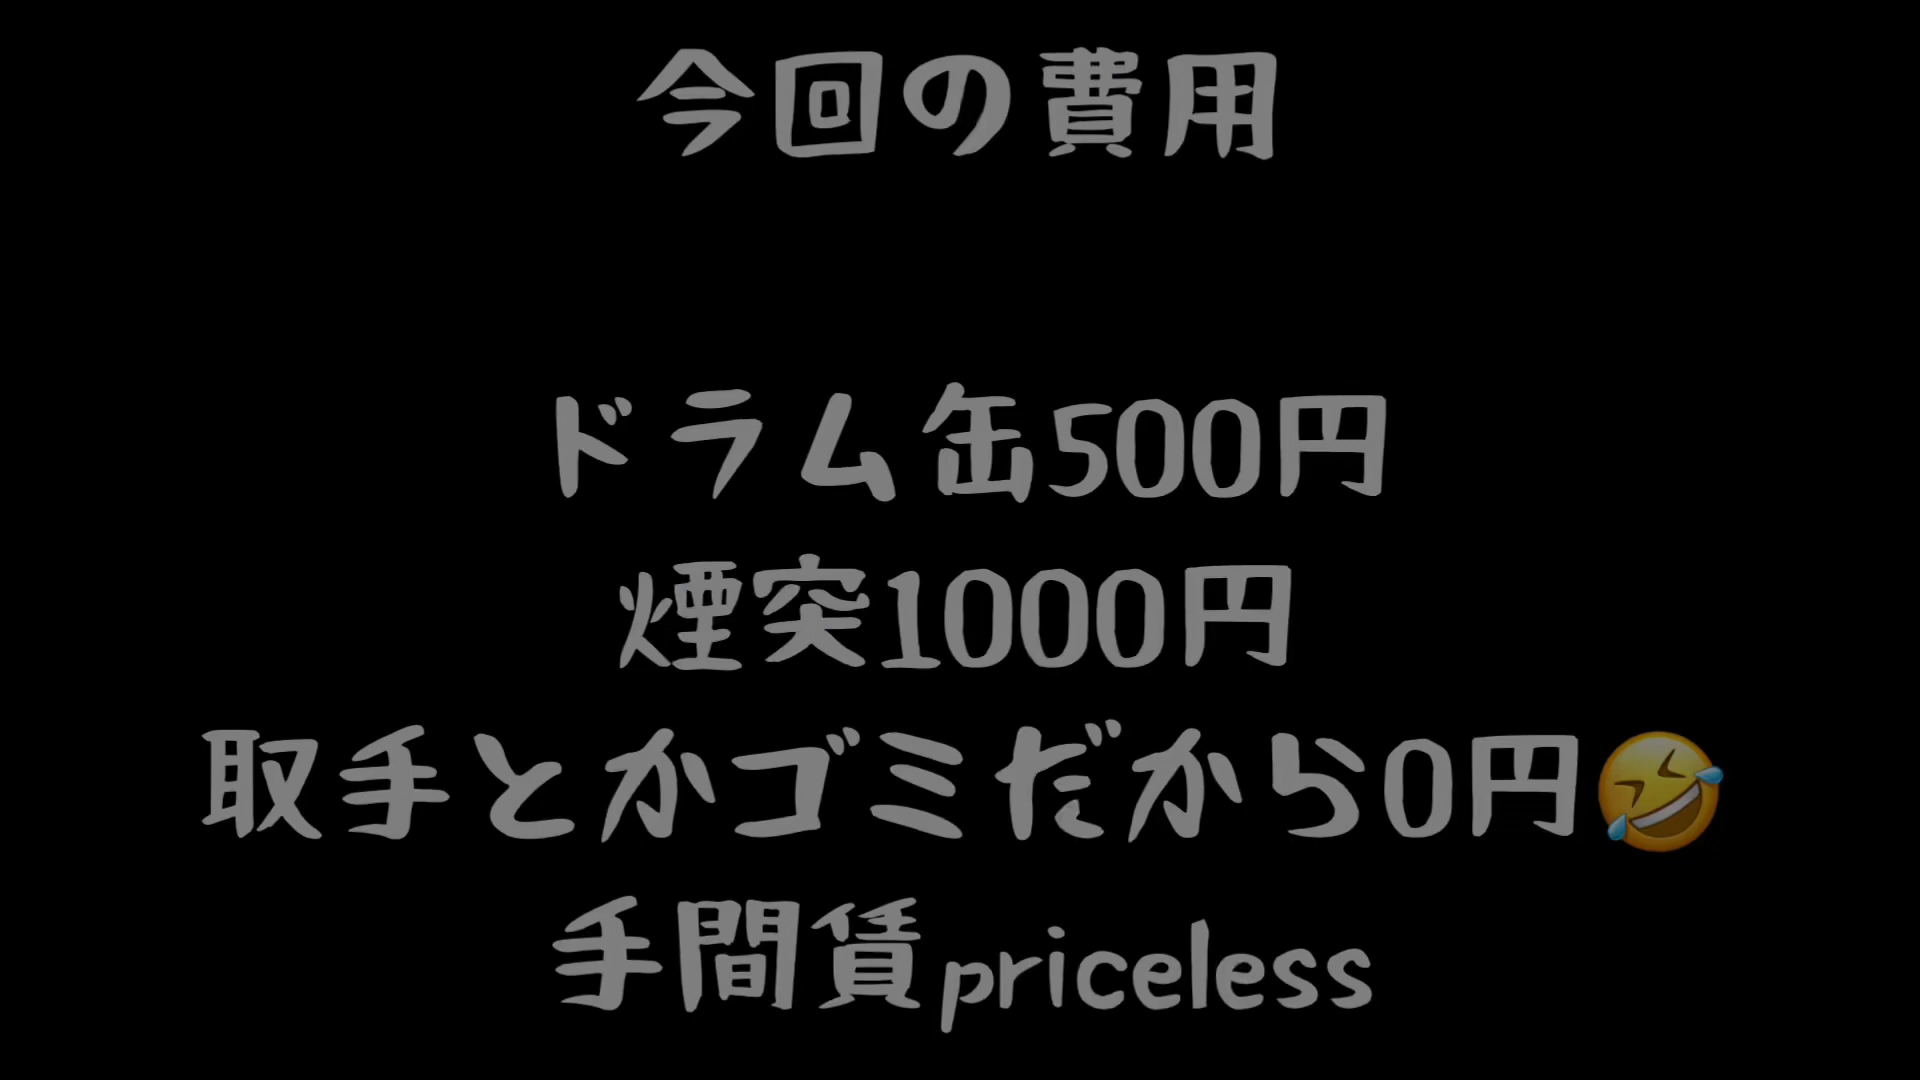 今回の費用
ドラム缶500円
煙突1000円
取手とかゴミだから0円🤣
手間賃priceless